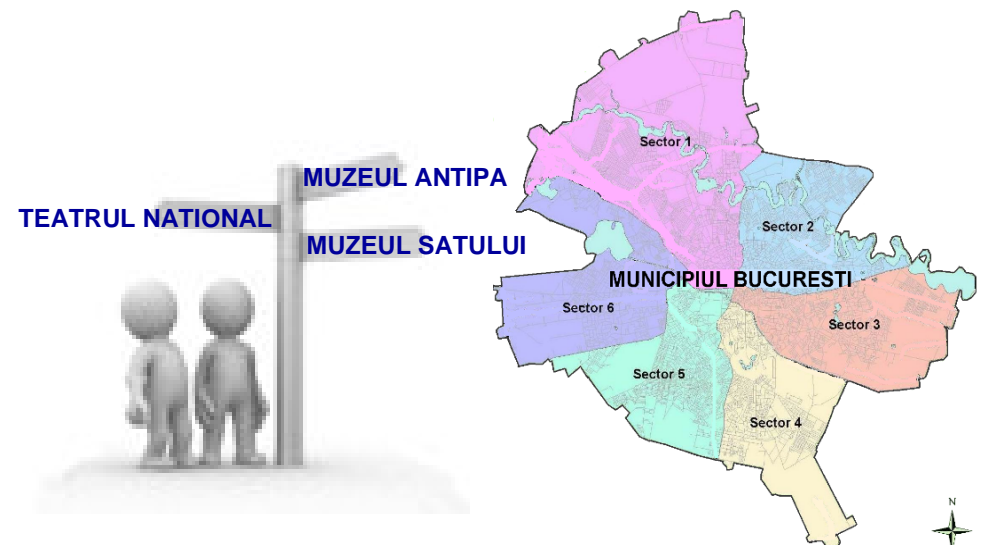 MUZEUL ANTIPA
TEATRUL NATIONAL
MUZEUL SATULUI
Sector 1
Sector 2
MUNICIPIUL BUCURESTI
Sector 6
Sector 3
Sector 5
Sector 4
N